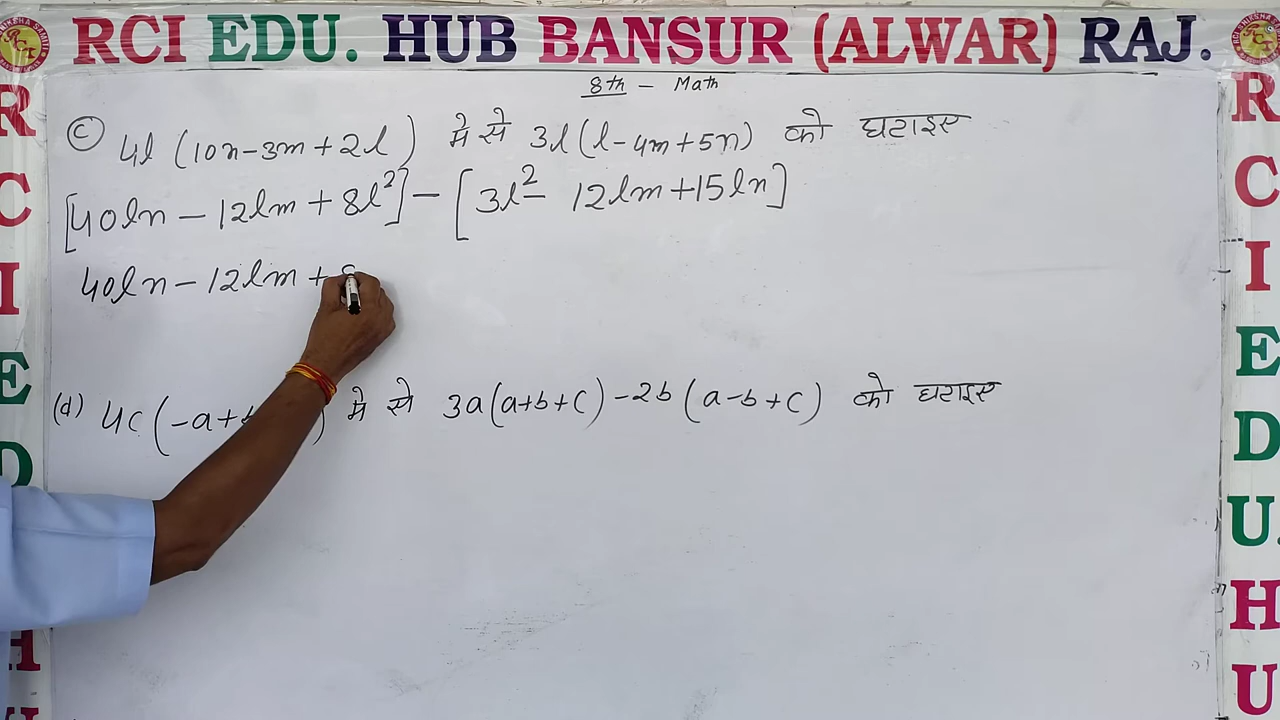 RCI EDU. HUB BANSUR (ALWAR) RAJ.
8th - Math
(C) 4l (10n-3m+2l) मे से 3l(l-4m+5n) को घटाइए
[40ln - 12lm + 8l²] - [3l² - 12lm + 15ln]
40ln - 12lm + 8
(d) 4c(-a+ ) मे से 3a(a+b+c)-2b(a-b+c) को घटाइए
R
C
I
E
D
H
U
R
C
I
E
D
U.
H
U